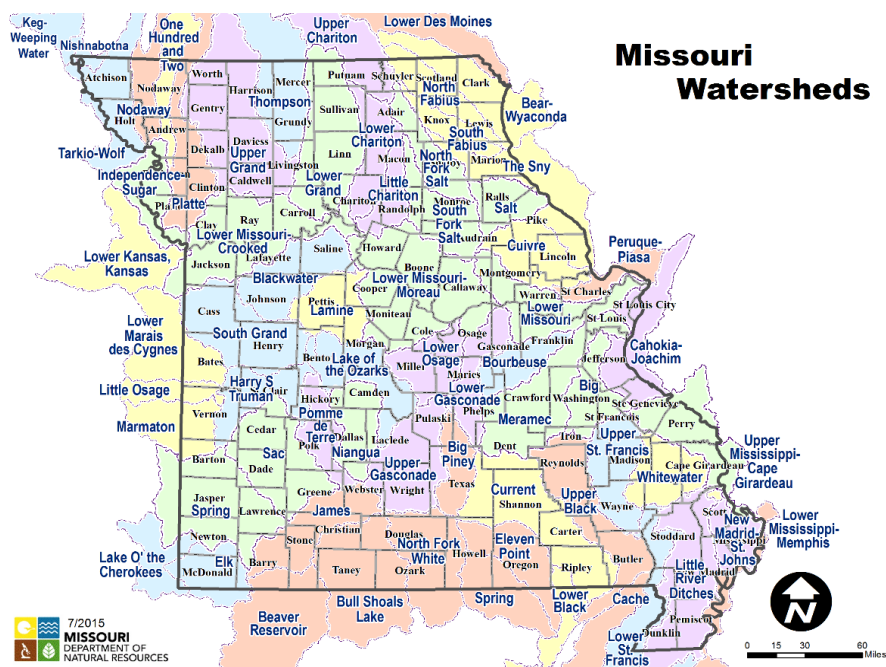 Missouri
Watersheds
Keg-
Weeping
Water
Nishnabotna
One
Hundred
and
Two
Upper
Chariton
Lower Des Moines
Atchison
Nodaway
Worth
Harrison
Mercer
Putnam
Schuyler
Scotland
Clark
Nodaway
Holt
Gentry
Thompson
Grundy
Sullivan
Adair
North
Fabius
Knox
Lewis
Bear-
Wyaconda
Andrew
Dekalb
Daviess
Upper
Grand
Livingston
Linn
Lower
Chariton
Macon
South
Fabius
Marion
The Sny
Tarkio-Wolf
Independence-
Sugar
Platte
Clinton
Caldwell
Lower
Grand
Little
Chariton
Chariton
Randolph
North
Fork
Salt
Monroe
Ralls
Salt
Pike
Clay
Ray
Carroll
South
Fork
Salt
Audrain
Cuivre
Lincoln
Peruque-
Piasa
Lower Missouri-
Crooked
Lower Kansas,
Kansas
Jackson
Lafayette
Saline
Howard
Boone
Callaway
Montgomery
Warren
St Charles
Blackwater
Lower Missouri-
Moreau
Lower
Missouri
St Louis City
St Louis
Cass
Johnson
Pettis
Lamine
Cooper
Moniteau
Cole
Osage
Gasconade
Franklin
Jefferson
Cahokia-
Joachim
Lower
Marais
des Cygnes
South Grand
Henry
Bates
Benton
Morgan
Lake of
the Ozarks
Miller
Lower
Osage
Maries
Bourbeuse
Little Osage
Harry S
Truman
Hickory
Camden
Lower
Gasconade
Crawford
Washington
Big
St Francois
Ste Genevieve
Perry
Marmaton
Vernon
Cedar
Pomme
de
Terre
Polk
Dallas
Niangua
Laclede
Pulaski
Phelps
Meramec
Dent
Iron
Upper
St. Francis
Madison
Cape Girardeau
Whitewater
Upper
Mississippi-
Cape
Girardeau
Barton
Sac
Dade
Upper
Gasconade
Wright
Big
Piney
Texas
Current
Shannon
Reynolds
Upper
Black
Wayne
Jasper
Spring
Lawrence
Greene
Webster
James
Christian
Douglas
Stoddard
Scott
New
Madrid-
St.
Johns
Lower
Mississippi-
Memphis
Newton
Lake O' the
Cherokees
Elk
McDonald
Barry
Stone
Taney
Ozark
North Fork
White
Howell
Eleven
Point
Oregon
Carter
Ripley
Butler
Little
River
Ditches
Pemiscot
Dunklin
Beaver
Reservoir
Bull Shoals
Lake
Spring
Lower
Black
Cache
Lower
St.
Francis
N
0 15 30 60
Miles
7/2015
MISSOURI
DEPARTMENT OF
NATURAL RESOURCES